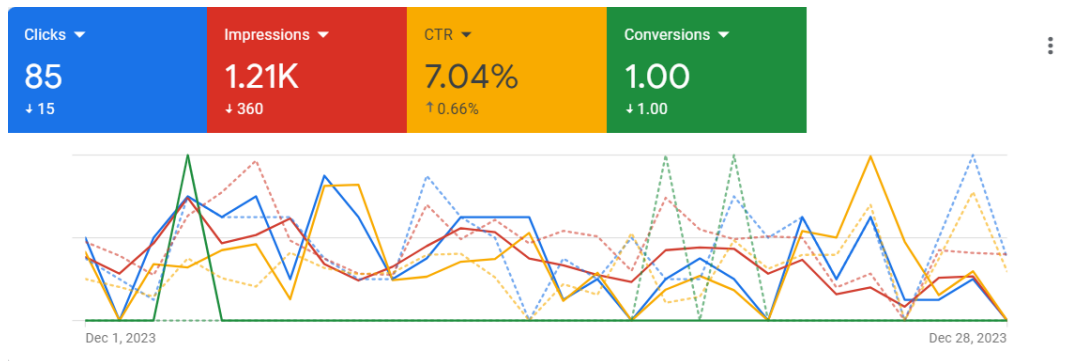 Clicks Impressions CTR Conversions
85 1.21K 7.04% 1.00
↓ 15 ↓ 360 ↑ 0.66% ↓ 1.00
Dec 1, 2023 Dec 28, 2023